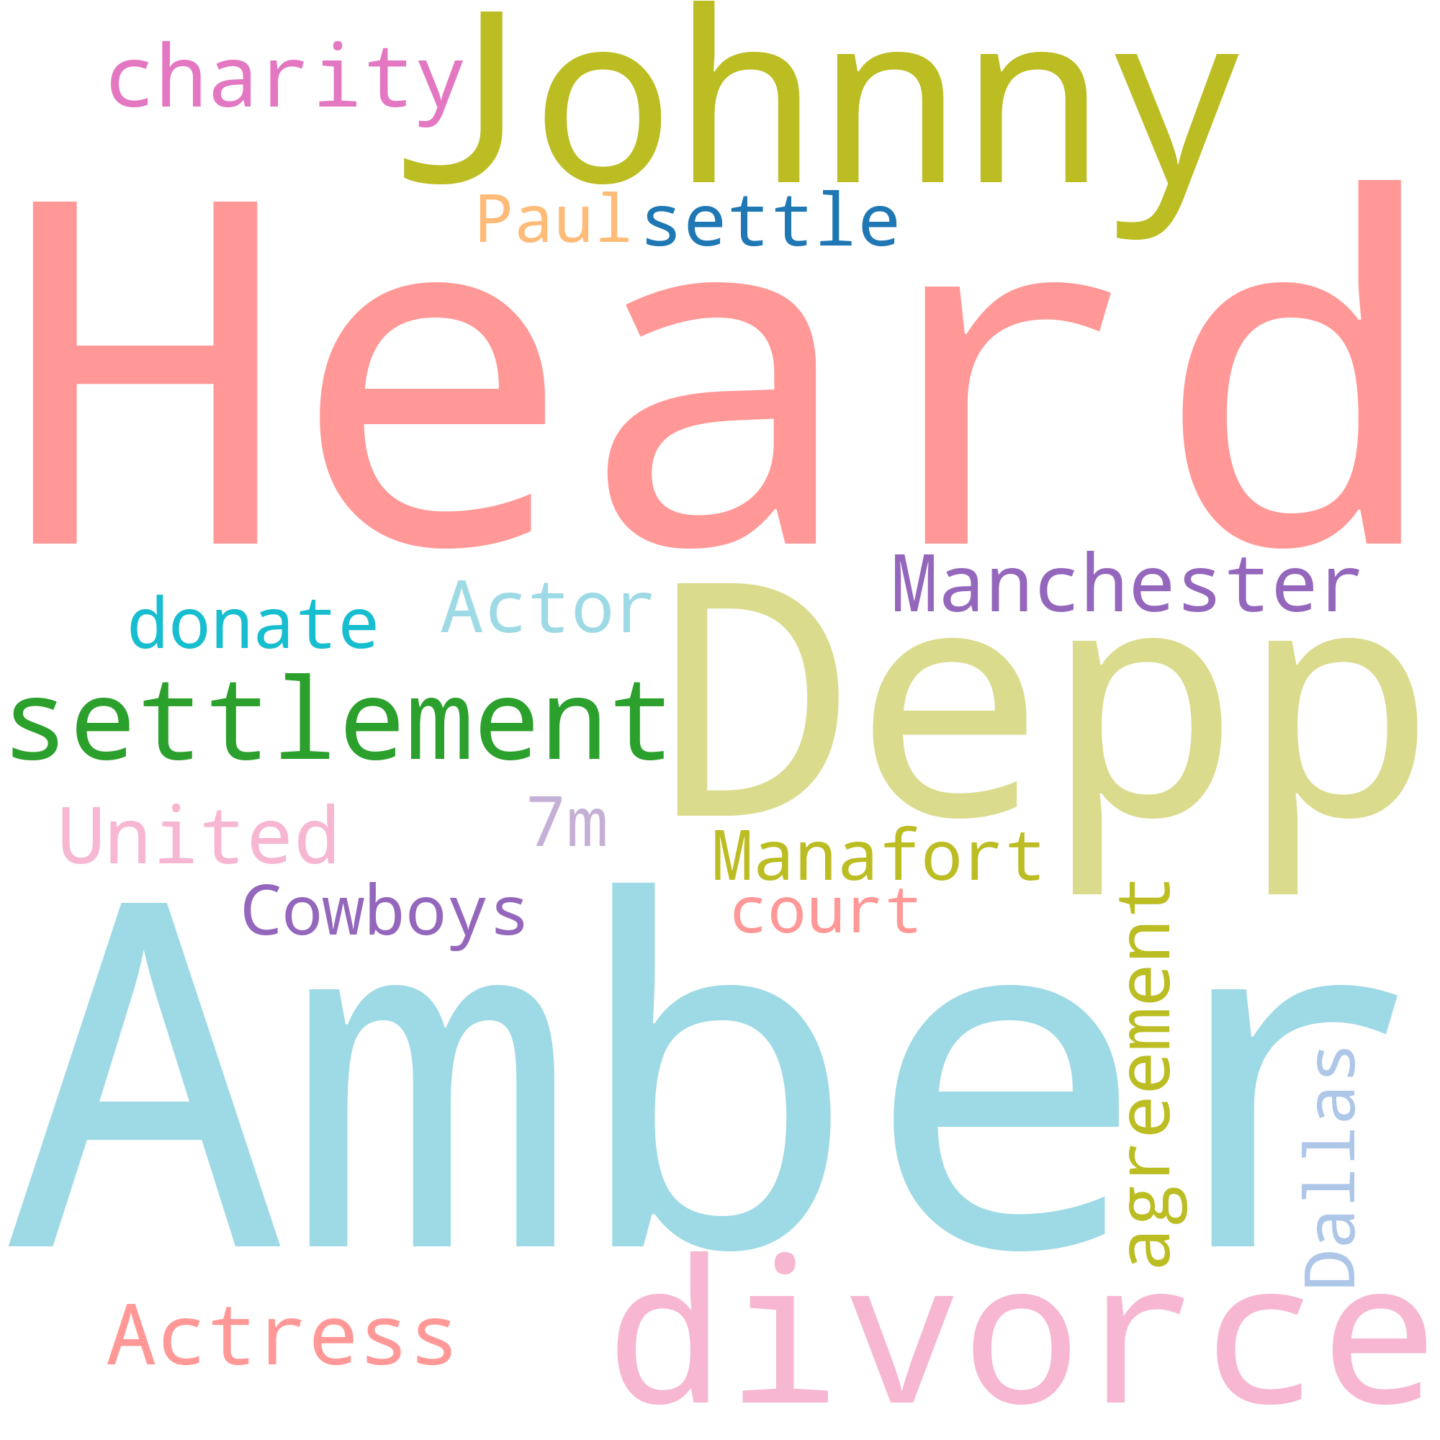 Johnny
charity
Paul
settle
Heard
Manchester
Actor
donate
Depp
settlement
United
7m
Manafort
Cowboys
court
agreement
Amber
Dallas
divorce
Actress